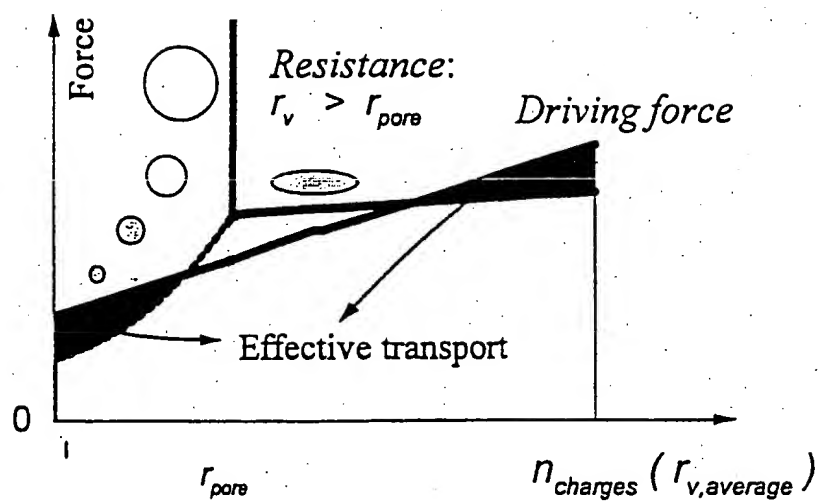 Force
Resistance:
r_v > r_pore
Driving force
Effective transport
0
r_pore
n_charges (r_v,average)